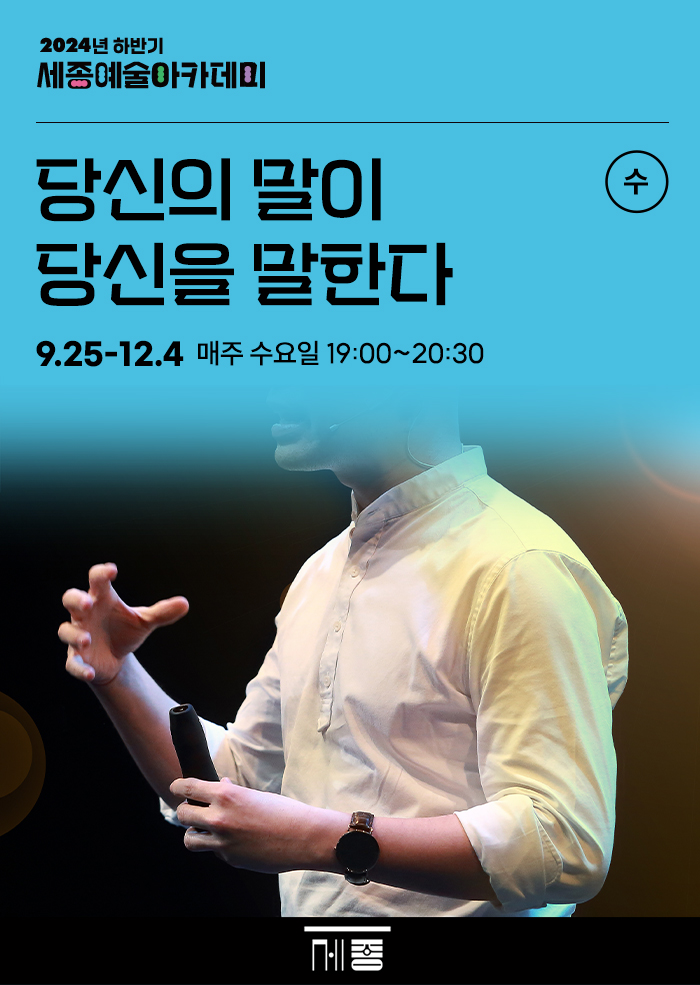 2024년 하반기
세종예술아카데미
당신의 말이
당신을 말한다
수
9.25-12.4 매주 수요일 19:00~20:30
세종